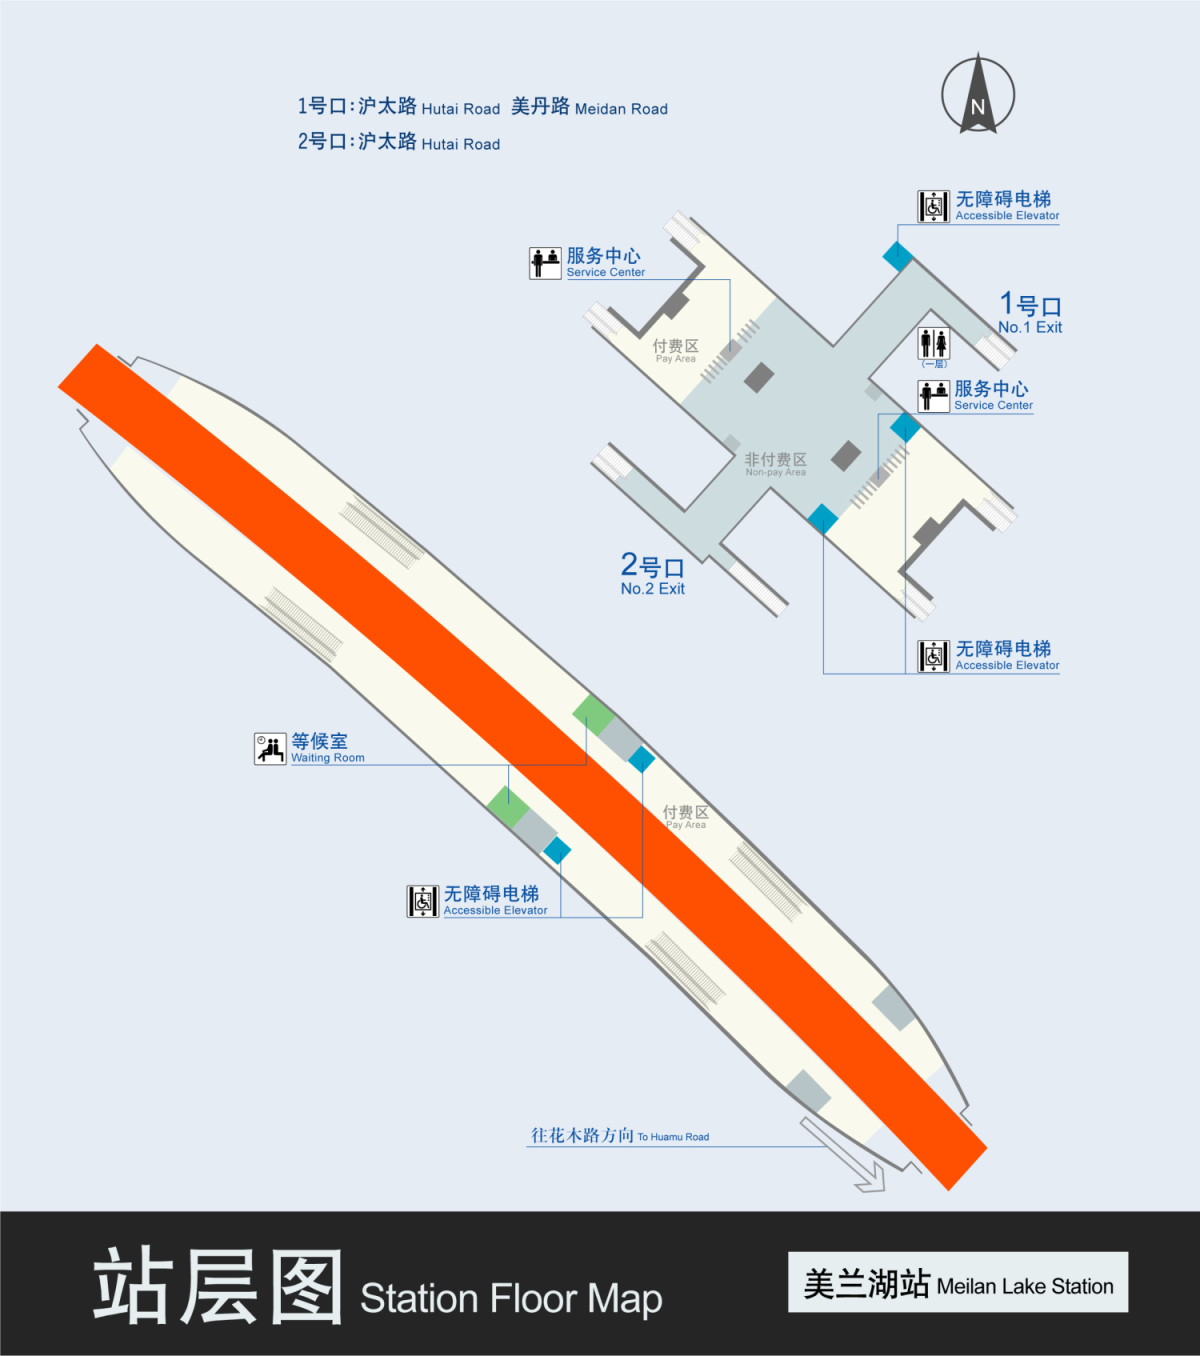 1号口:沪太路 Hutai Road 美丹路 Meidan Road
2号口:沪太路 Hutai Road
N
无障碍电梯
Accessible Elevator
服务中心
Service Center
1号口
No.1 Exit
付费区
Pay Area
(一层)
服务中心
Service Center
非付费区
Non-pay Area
2号口
No.2 Exit
无障碍电梯
Accessible Elevator
等候室
Waiting Room
付费区
Pay Area
无障碍电梯
Accessible Elevator
往花木路方向 To Huamu Road
站层图 Station Floor Map
美兰湖站 Meilan Lake Station